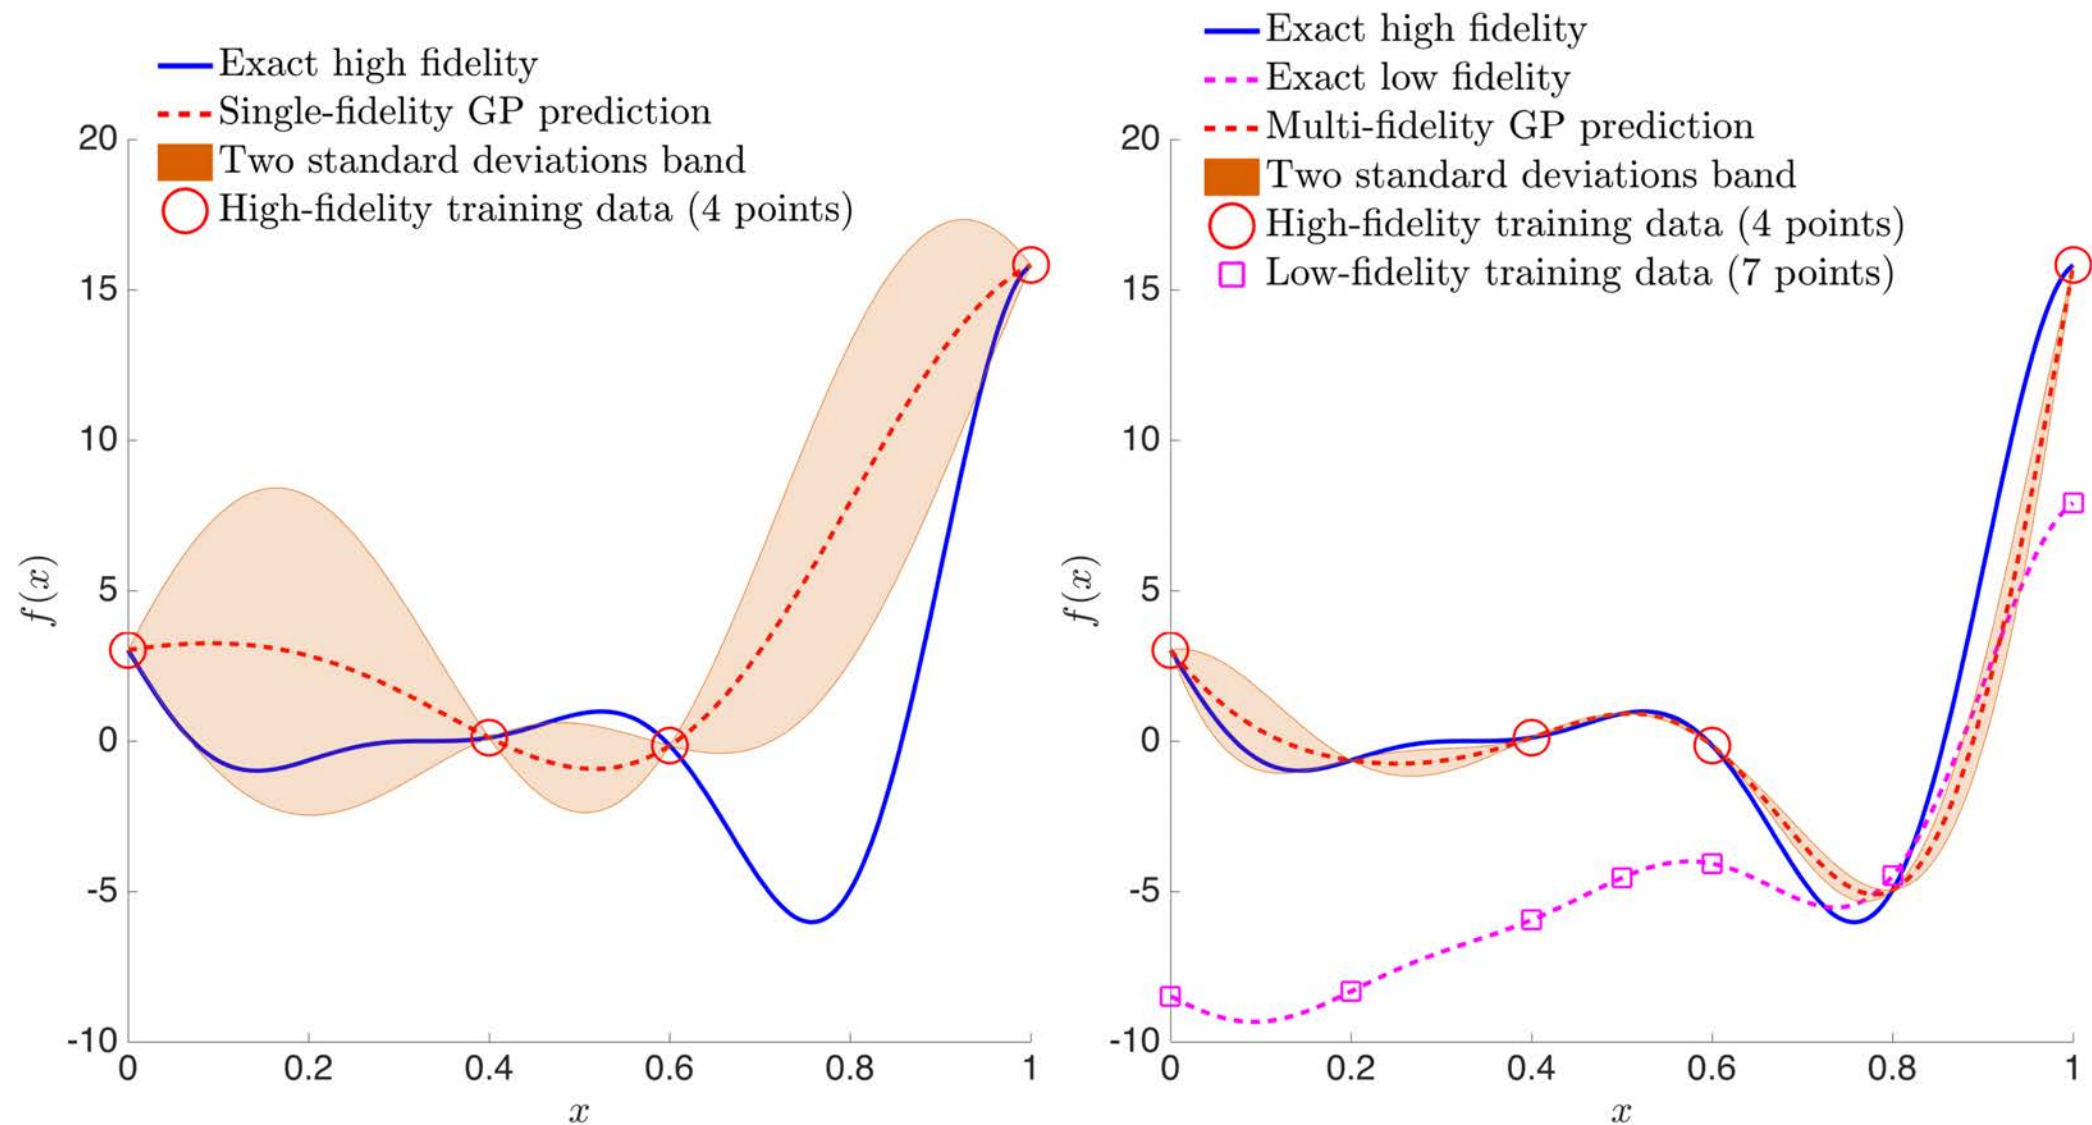 Exact high fidelity
Single-fidelity GP prediction
Two standard deviations band
High-fidelity training data (4 points)
20
15
10
5
0
-5
-10
f(x)
0
0.2
0.4
0.6
0.8
1
x
Exact high fidelity
Exact low fidelity
Multi-fidelity GP prediction
Two standard deviations band
High-fidelity training data (4 points)
Low-fidelity training data (7 points)
20
15
10
5
0
-5
-10
f(x)
0
0.2
0.4
0.6
0.8
1
x